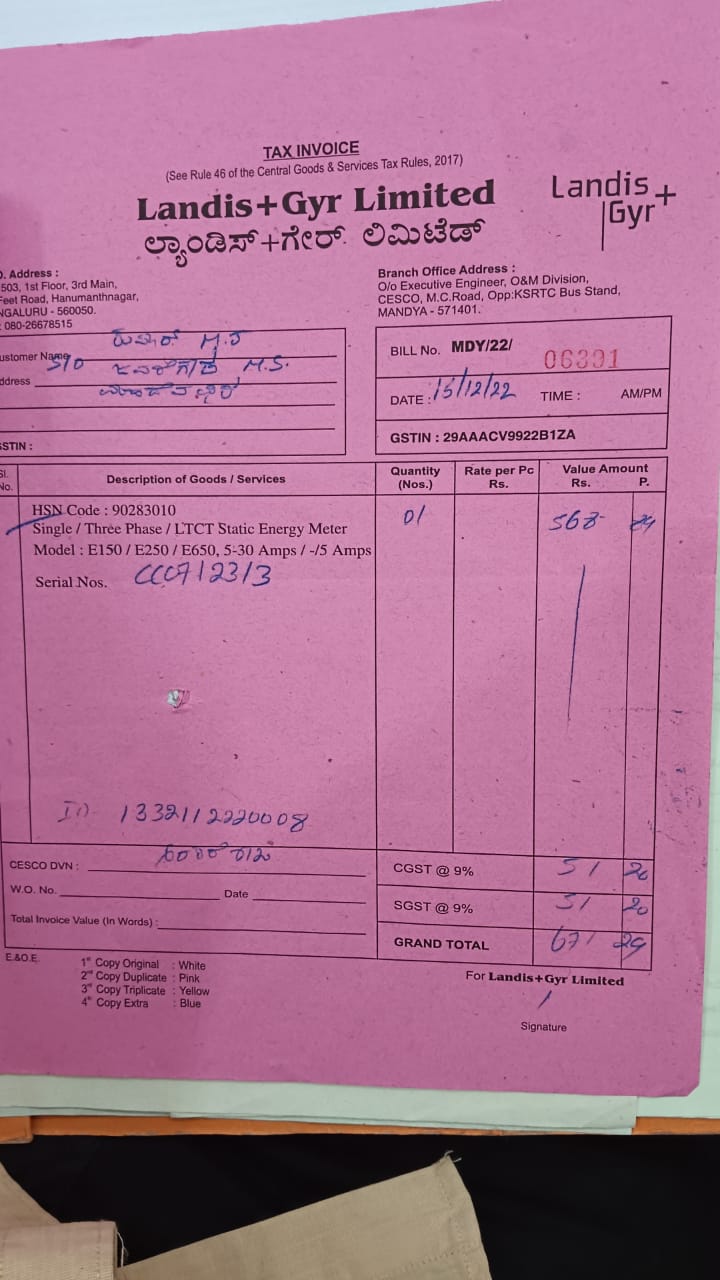 TAX INVOICE
(See Rule 46 of the Central Goods & Services Tax Rules, 2017)
Landis+Gyr Limited
ಲ್ಯಾಂಡಿಸ್+ಗೇರ್ ಲಿಮಿಟೆಡ್
Landis
Gyr+
. Address :
503, 1st Floor, 3rd Main,
Feet Road, Hanumanthnagar,
NGALURU - 560050.
: 080-26678515
Branch Office Address :
O/o Executive Engineer, O&M Division,
CESCO, M.C.Road, Opp:KSRTC Bus Stand,
MANDYA - 571401.
ustomer Name M.J
S/O M.S.
ddress
STIN :
BILL No. MDY/22/ 06391
DATE : 15/12/22 TIME : AM/PM
GSTIN : 29AAACV9922B1ZA
Sl. No. Description of Goods / Services Quantity (Nos.) Rate per Pc Rs. Value Amount Rs. P.
HSN Code : 90283010 01 568-
Single / Three Phase / LTCT Static Energy Meter
Model : E150 / E250 / E650, 5-30 Amps / -/5 Amps
Serial Nos.
ID- 1332112220008
CESCO DVN :
W.O. No. Date
Total Invoice Value (In Words) :
CGST @ 9% 51 20
SGST @ 9% 51 20
GRAND TOTAL 671 29
E.&O.E.
1st Copy Original : White
2nd Copy Duplicate : Pink
3rd Copy Triplicate : Yellow
4th Copy Extra : Blue
For Landis+Gyr Limited
Signature